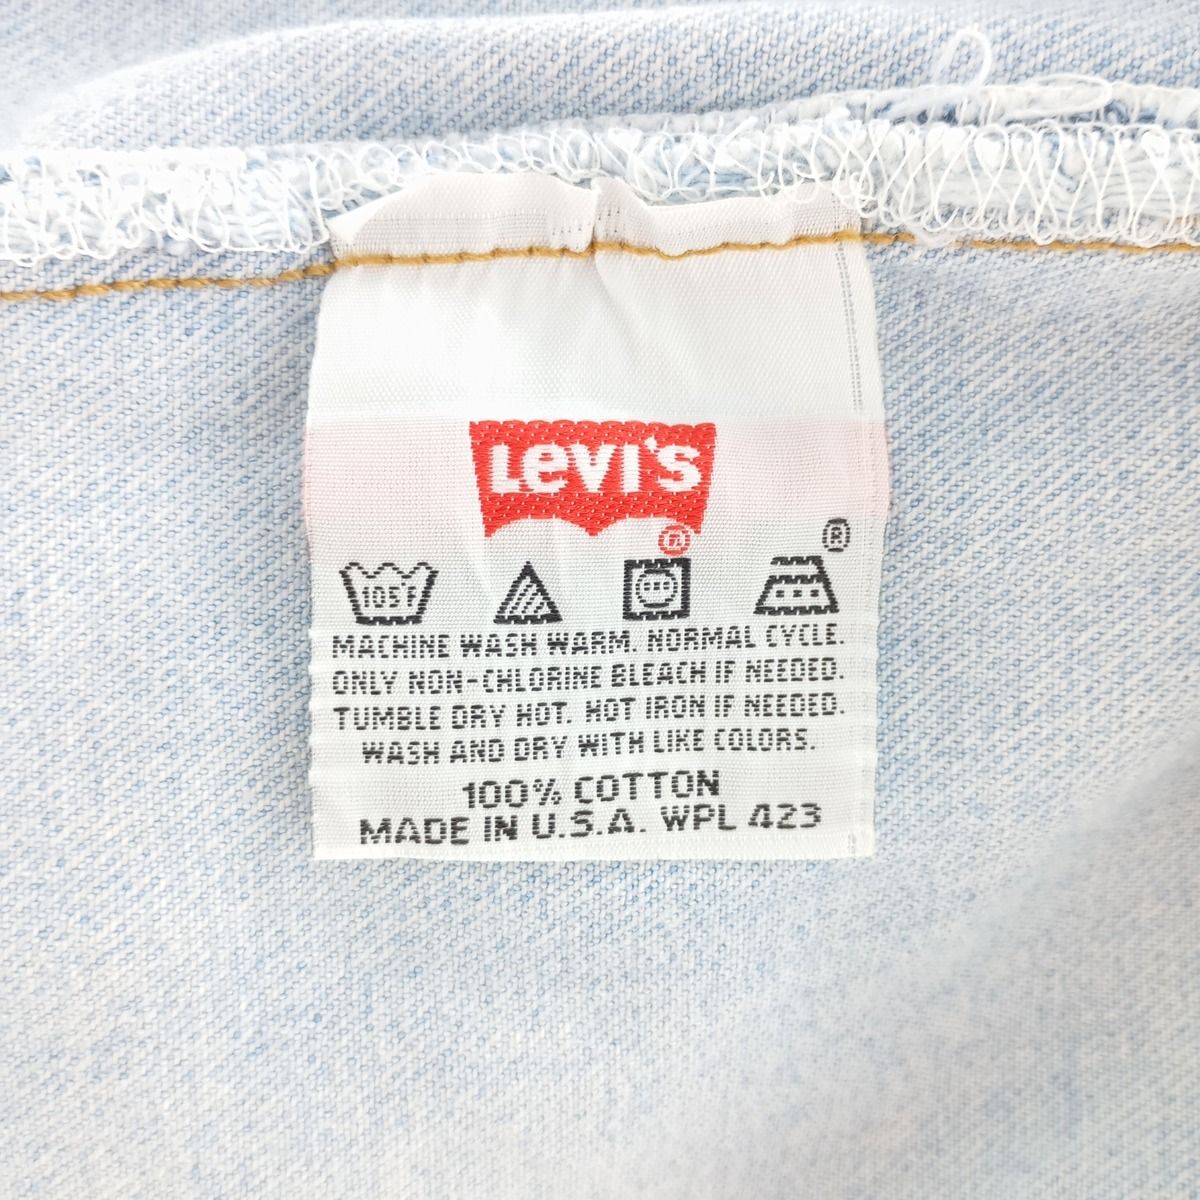 Levi's
®
®
105°F
MACHINE WASH WARM. NORMAL CYCLE.
ONLY NON-CHLORINE BLEACH IF NEEDED.
TUMBLE DRY HOT. HOT IRON IF NEEDED.
WASH AND DRY WITH LIKE COLORS.
100% COTTON
MADE IN U.S.A. WPL 423